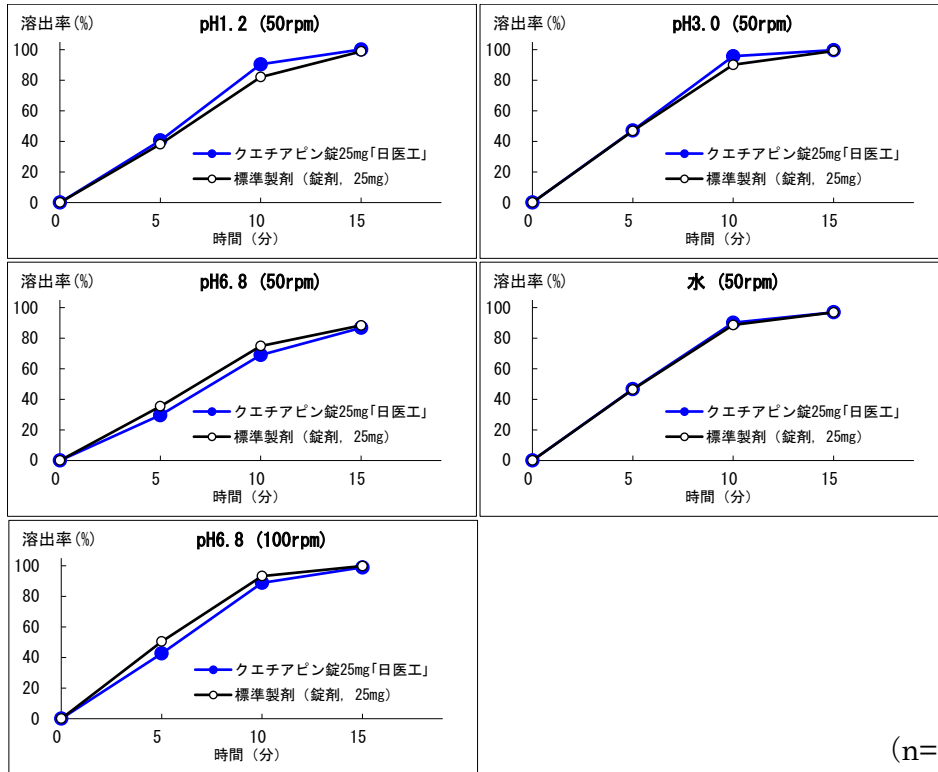 溶出率(%)
pH1.2 (50rpm)
100
80
60
40
20
0
クエチアピン錠25mg「日医工」
標準製剤（錠剤, 25mg）
0 5 10 15
時間（分）
溶出率(%)
pH3.0 (50rpm)
100
80
60
40
20
0
クエチアピン錠25mg「日医工」
標準製剤（錠剤, 25mg）
0 5 10 15
時間（分）
溶出率(%)
pH6.8 (50rpm)
100
80
60
40
20
0
クエチアピン錠25mg「日医工」
標準製剤（錠剤, 25mg）
0 5 10 15
時間（分）
溶出率(%)
水 (50rpm)
100
80
60
40
20
0
クエチアピン錠25mg「日医工」
標準製剤（錠剤, 25mg）
0 5 10 15
時間（分）
溶出率(%)
pH6.8 (100rpm)
100
80
60
40
20
0
クエチアピン錠25mg「日医工」
標準製剤（錠剤, 25mg）
0 5 10 15
時間（分）
(n=